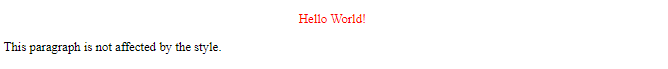 Hello World!
This paragraph is not affected by the style.